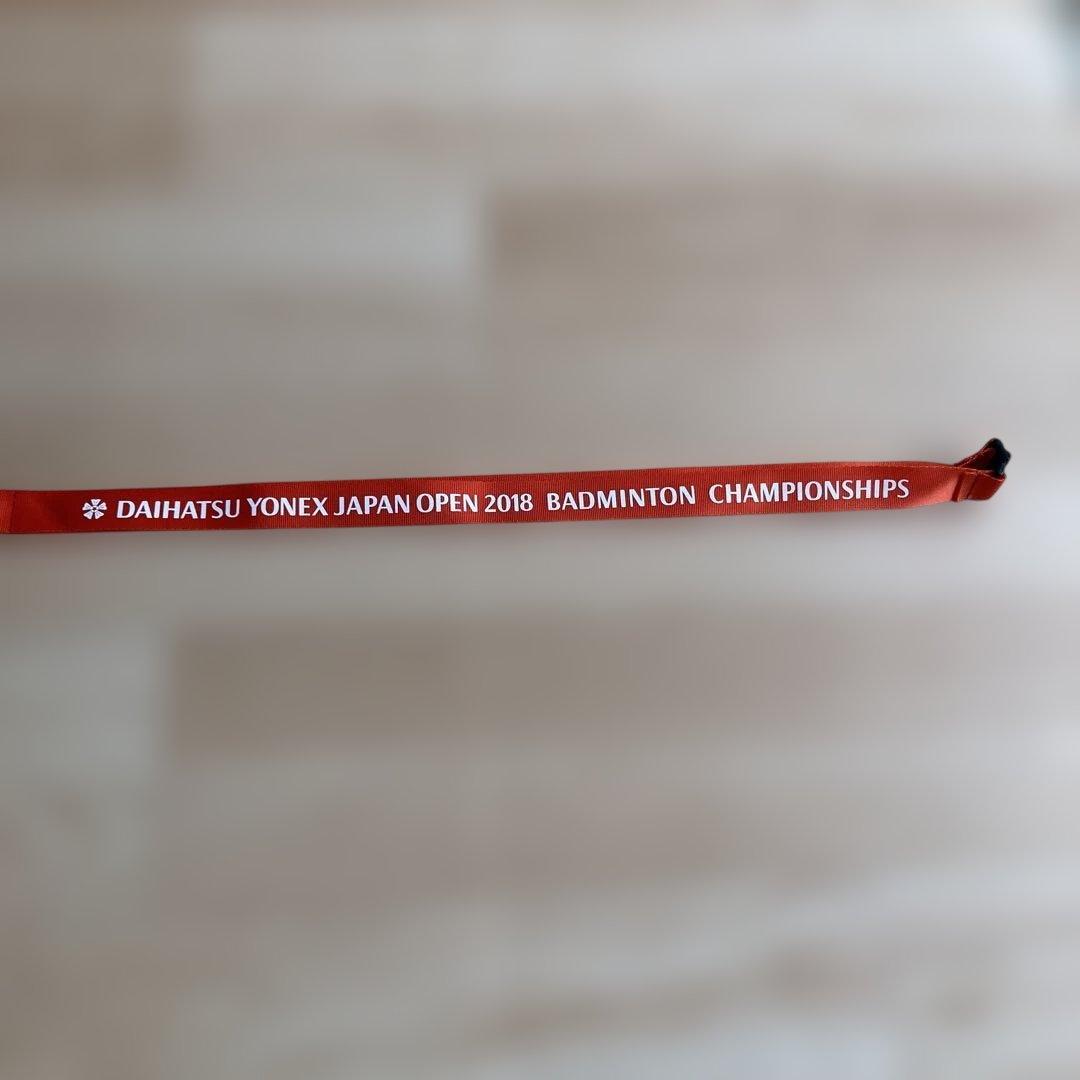 DAIHATSU YONEX JAPAN OPEN 2018 BADMINTON CHAMPIONSHIPS